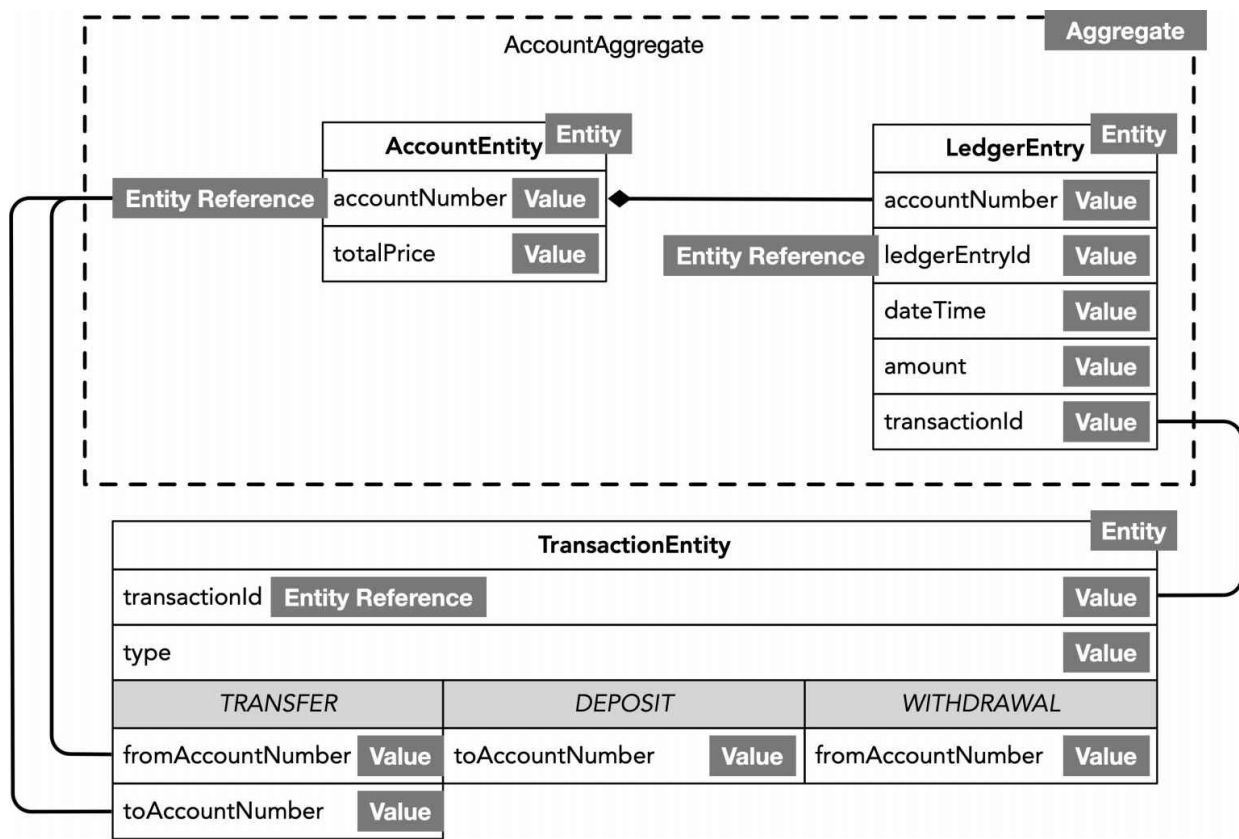 Aggregate
AccountAggregate
Entity
AccountEntity
Entity
LedgerEntry
Entity Reference accountNumber Value
accountNumber Value
totalPrice Value
Entity Reference ledgerEntryId Value
dateTime Value
amount Value
transactionId Value
Entity
TransactionEntity
transactionId Entity Reference Value
type Value
TRANSFER DEPOSIT WITHDRAWAL
fromAccountNumber Value toAccountNumber Value fromAccountNumber Value
toAccountNumber Value